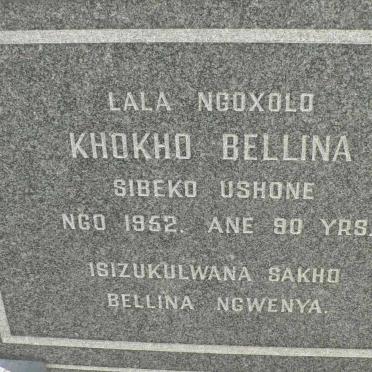 LALA NGOXOLO
KHOKHO BELLINA
SIBEKO USHONE
NGO 1952. ANE 90 YRS.
ISIZUKULWANA SAKHO
BELLINA NGWENYA.